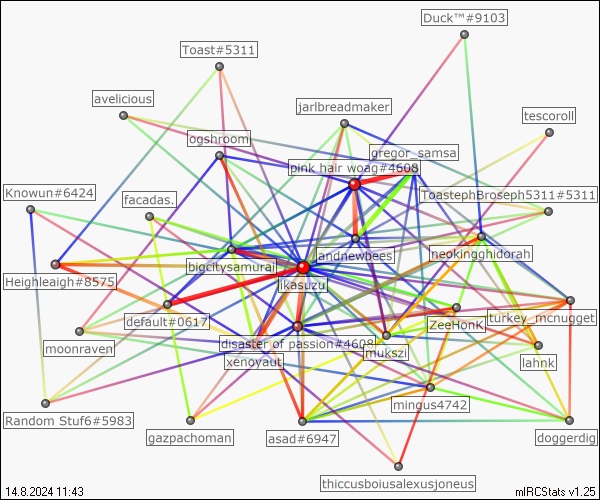 Duck™#9103
Toast#5311
avelicious
jarlbreadmaker
tescoroll
ogshroom
gregor_samsa
pink hair woag#4608
Knowun#6424
facadas.
ToastephBroseph5311#5311
andnewbees
neokingghidorah
bigcitysamurai
Heighleaigh#8575
ikasuzu
default#0617
ZeeHonk
turkey_mcnugget
moonraven
disaster of passion#4608
mukszi
xenoyaut
lahnk
mingus4742
Random Stuf6#5983
gazpachoman
asad#6947
doggerdig
thiccusboiusalexusjoneus
14.8.2024 11:43
mIRCStats v1.25